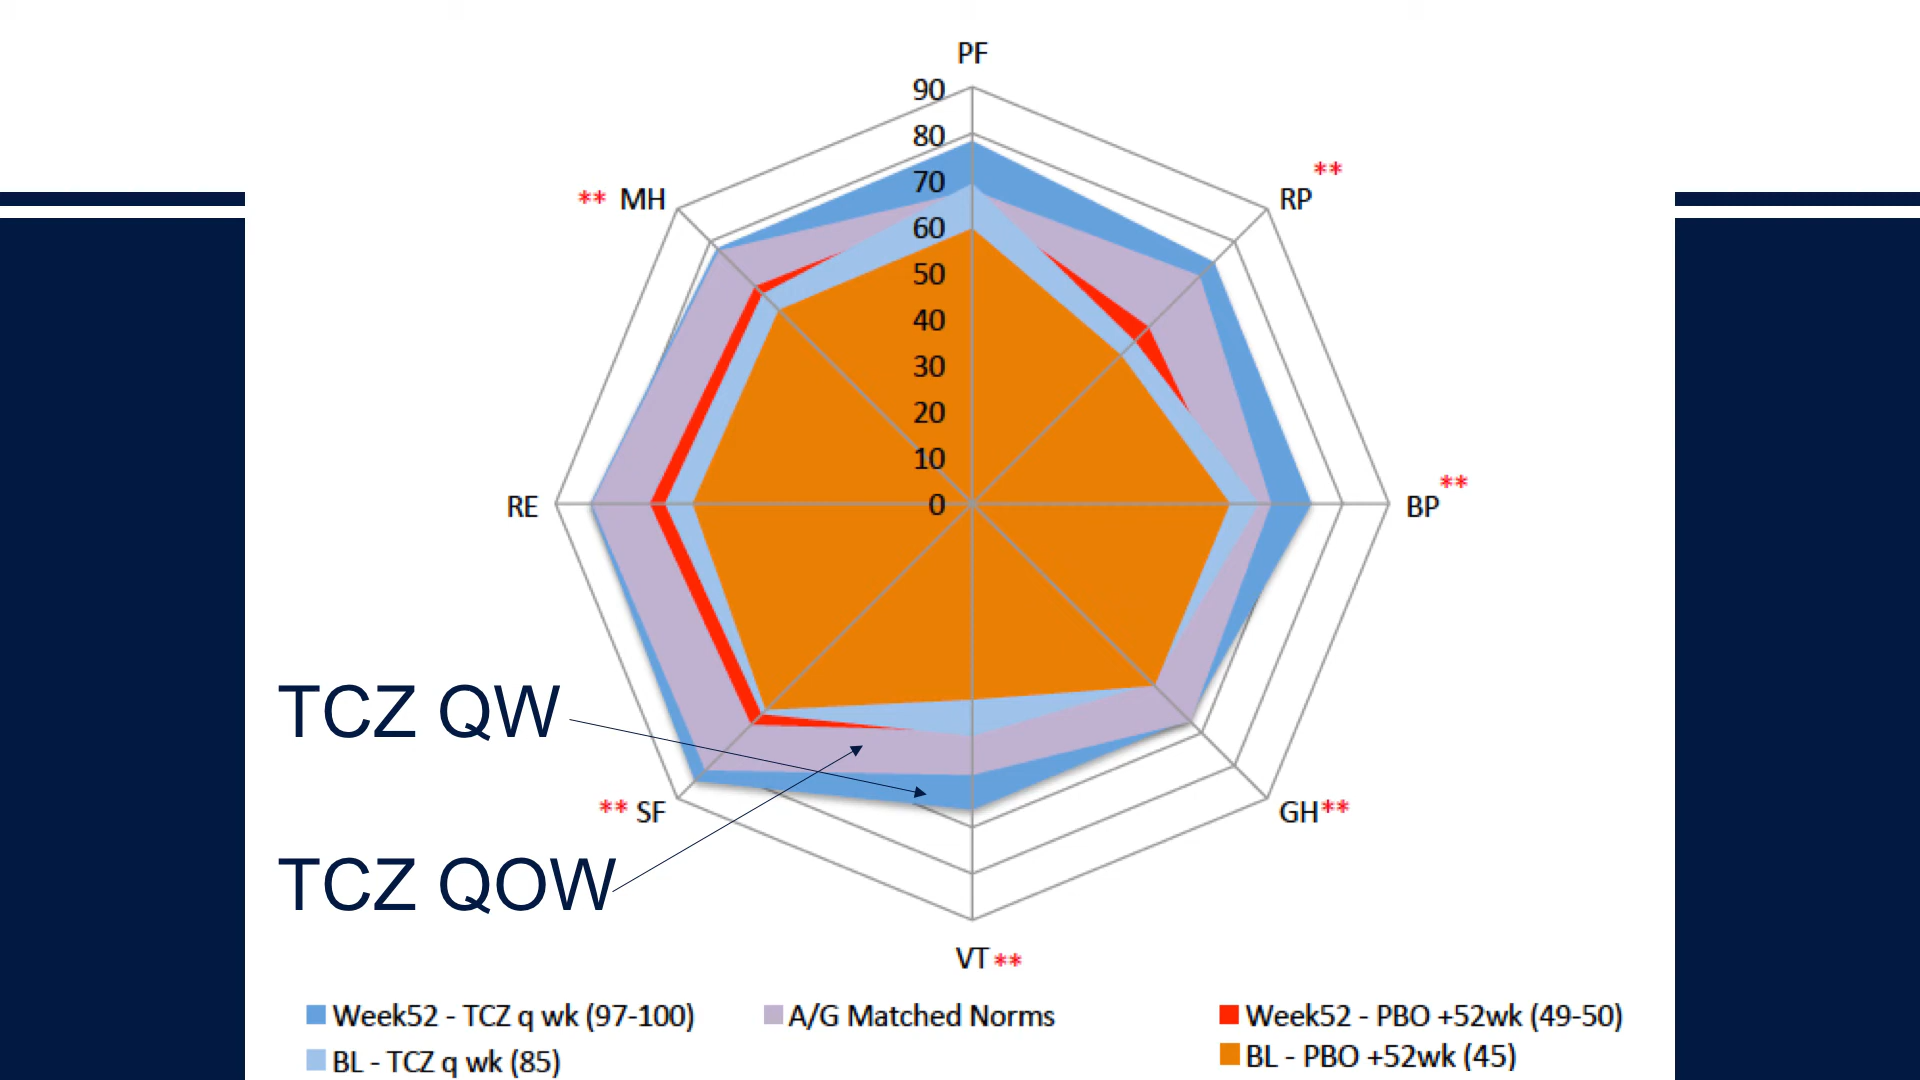 PF
90
80
70
60
50
40
30
20
10
0
** MH
**
RP
RE
**
BP
TCZ QW
** SF
GH**
TCZ QOW
VT**
Week52 - TCZ q wk (97-100)
A/G Matched Norms
Week52 - PBO +52wk (49-50)
BL - TCZ q wk (85)
BL - PBO +52wk (45)